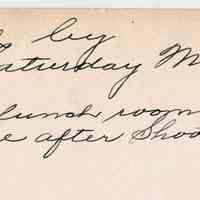 by
Saturday M
lunch room
e after Shoo